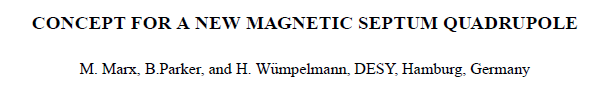 CONCEPT FOR A NEW MAGNETIC SEPTUM QUADRUPOLE
M. Marx, B.Parker, and H. Wümpelmann, DESY, Hamburg, Germany